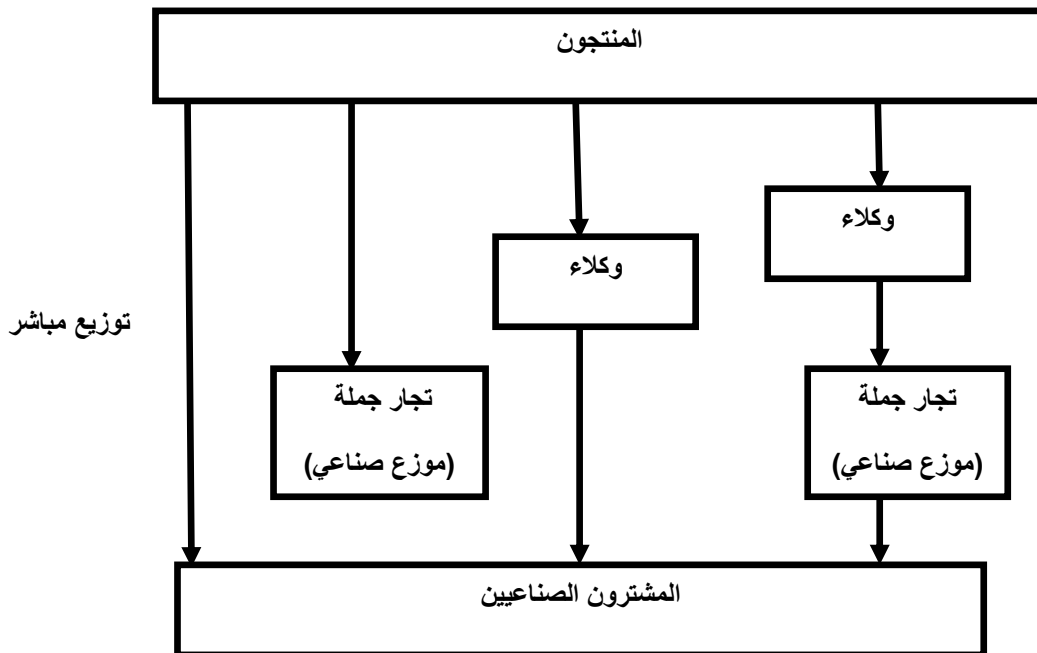 المنتجون
وكلاء
وكلاء
توزيع مباشر
تجار جملة
(موزع صناعي)
تجار جملة
(موزع صناعي)
المشترون الصناعيين